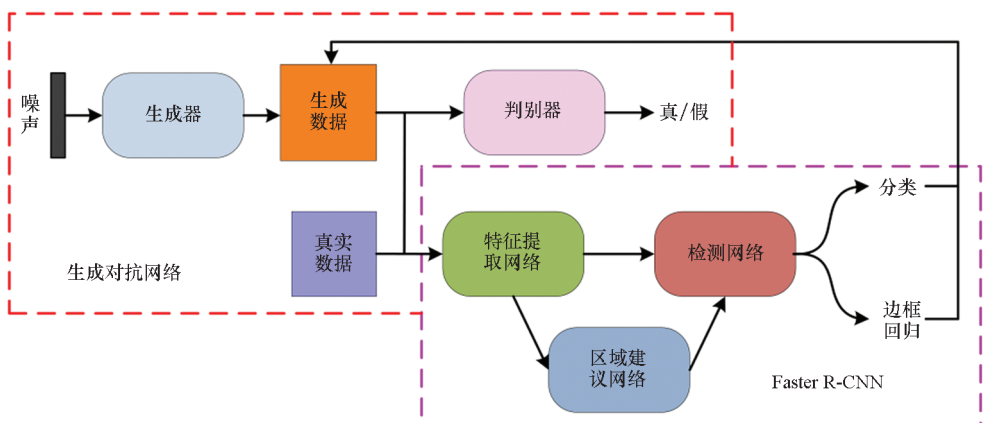 噪
声
生成器
生成
数据
判别器
真/假
真实
数据
生成对抗网络
特征提
取网络
检测网络
分类
边框
回归
区域建
议网络
Faster R-CNN